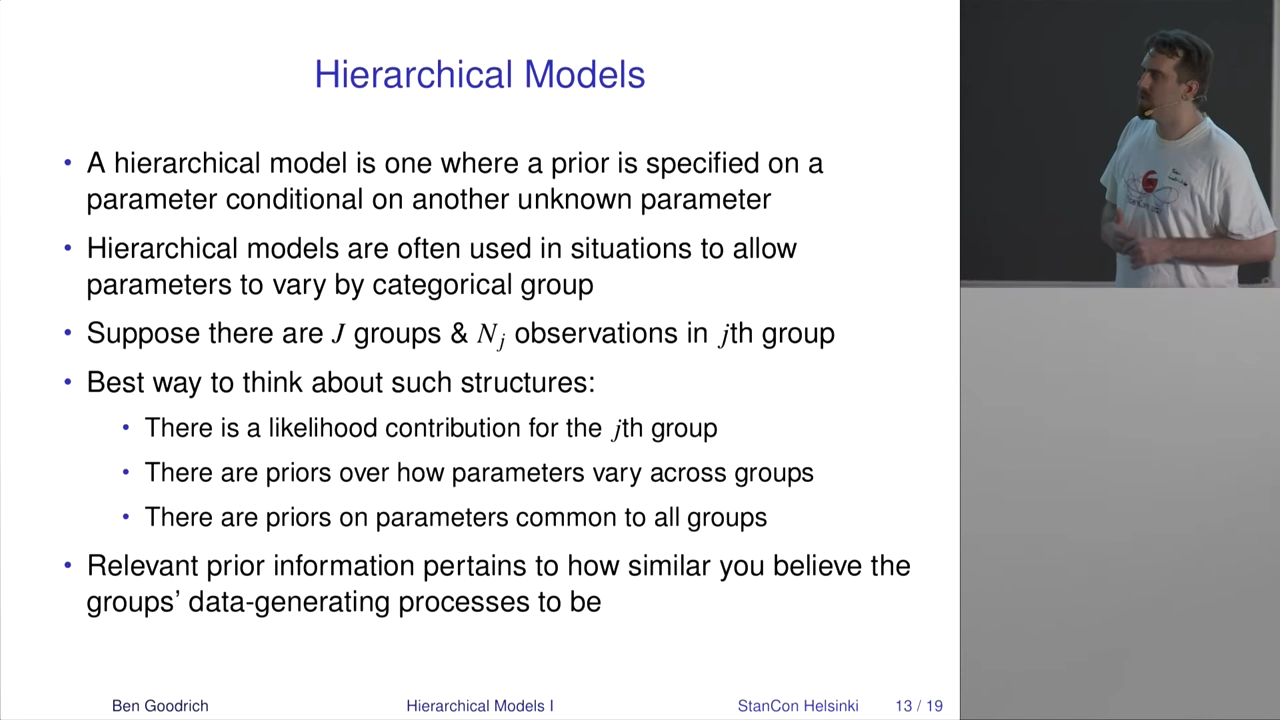 Hierarchical Models
• A hierarchical model is one where a prior is specified on a
parameter conditional on another unknown parameter
• Hierarchical models are often used in situations to allow
parameters to vary by categorical group
• Suppose there are J groups & N_j observations in jth group
• Best way to think about such structures:
• There is a likelihood contribution for the jth group
• There are priors over how parameters vary across groups
• There are priors on parameters common to all groups
• Relevant prior information pertains to how similar you believe the
groups’ data-generating processes to be
Ben Goodrich Hierarchical Models I StanCon Helsinki 13 / 19